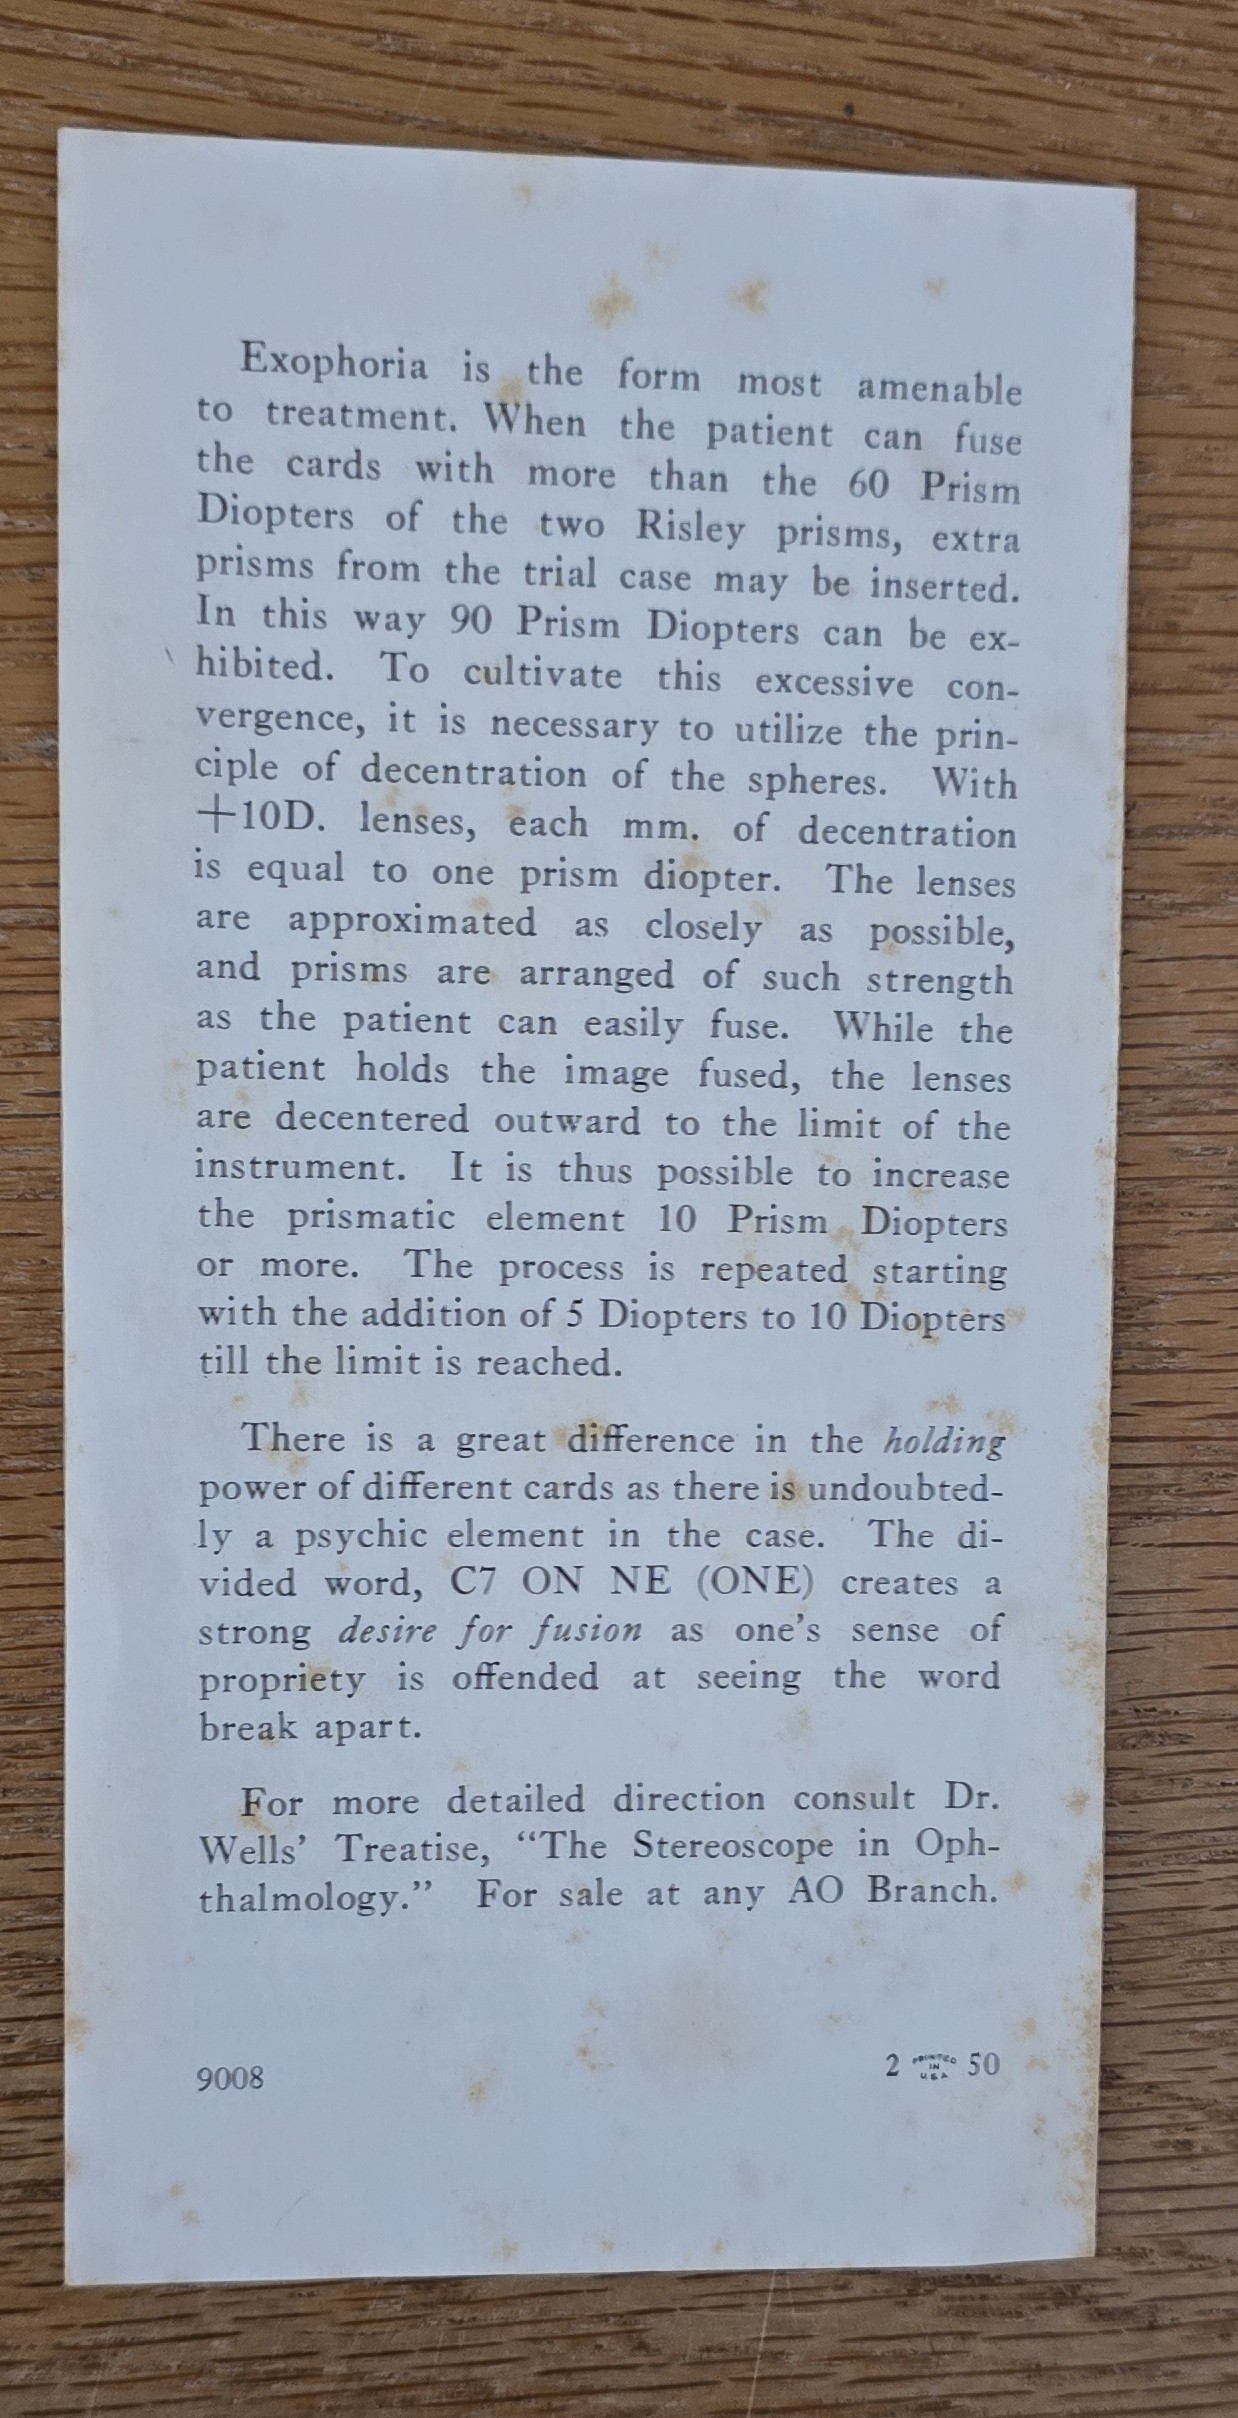 Exophoria is the form most amenable
to treatment. When the patient can fuse
the cards with more than the 60 Prism
Diopters of the two Risley prisms, extra
prisms from the trial case may be inserted.
In this way 90 Prism Diopters can be ex-
hibited. To cultivate this excessive con-
vergence, it is necessary to utilize the prin-
ciple of decentration of the spheres. With
+10D. lenses, each mm. of decentration
is equal to one prism diopter. The lenses
are approximated as closely as possible,
and prisms are arranged of such strength
as the patient can easily fuse. While the
patient holds the image fused, the lenses
are decentered outward to the limit of the
instrument. It is thus possible to increase
the prismatic element 10 Prism Diopters
or more. The process is repeated starting
with the addition of 5 Diopters to 10 Diopters
till the limit is reached.
There is a great difference in the holding
power of different cards as there is undoubted-
ly a psychic element in the case. The di-
vided word, C7 ON NE (ONE) creates a
strong desire for fusion as one's sense of
propriety is offended at seeing the word
break apart.
For more detailed direction consult Dr.
Wells' Treatise, "The Stereoscope in Oph-
thalmology." For sale at any AO Branch.
9008
2 PRINTED IN U.S.A. 50